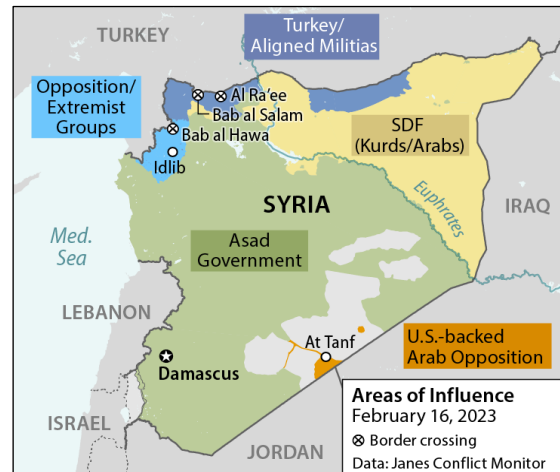 TURKEY
Turkey/
Aligned Militias
Opposition/
Extremist
Groups
Al Ra'ee
Bab al Salam
Bab al Hawa
Idlib
SDF
(Kurds/Arabs)
Euphrates
IRAQ
SYRIA
Med.
Sea
Asad
Government
LEBANON
At Tanf
U.S.-backed
Arab Opposition
Damascus
ISRAEL
JORDAN
Areas of Influence
February 16, 2023
Border crossing
Data: Janes Conflict Monitor